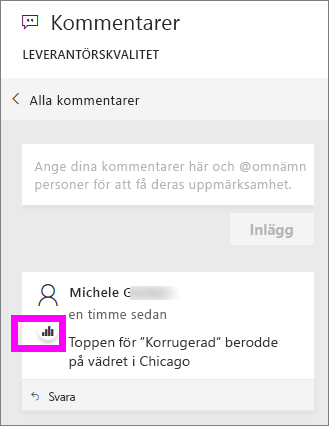 Kommentarer
LEVERANTÖRSKVALITET
Alla kommentarer
Ange dina kommentarer här och @omnämn
personer för att få deras uppmärksamhet.
Inlägg
Michele
en timme sedan
Toppen för ”Korrugerad” berodde
på vädret i Chicago
Svara